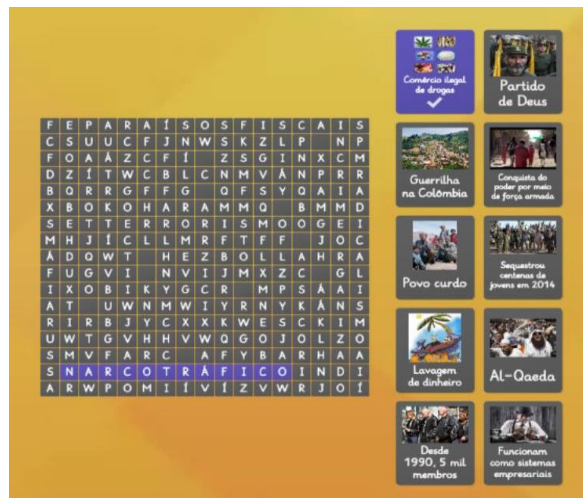 F E P A R A Í S O S F I S C A I S
C S U U C F J N W S K Z L P N P
F O A Á Z C F Í Z S G I N X C M
D Z Í T W C B L C N M V Á N P R R
B Q R R G F F G Q F S Y Q A I A
X B O K O H A R A M M Q B M M D
S E T T E R R O R I S M O O G E I
M H J Í C L L M R F T F F J O C
Á D Q W T H E Z B O L L A H R A
F U G V I N V I J M X Z C G L
I X O B I K Y G C R M P S Á A I
A T U W N M W I Y R N Y K Á N S
R I R B J Y C X X K W E S C K I M
U W T G V H H W Q G O J O L Z O
S M V F A R C A F Y B A R H A A
S N A R C O T R Á F I C O I N D I
A R W P O M I I V Í Z V W R J O Í
Comércio ilegal
de drogas
Partido
de Deus
Guerrilha
na Colômbia
Conquista do
poder por meio
de força armada
Povo curdo
Sequestrou
centenas de
jovens em 2014
Lavagem
de dinheiro
Al-Qaeda
Desde
1990, 5 mil
membros
Funcionam
como sistemas
empresariais